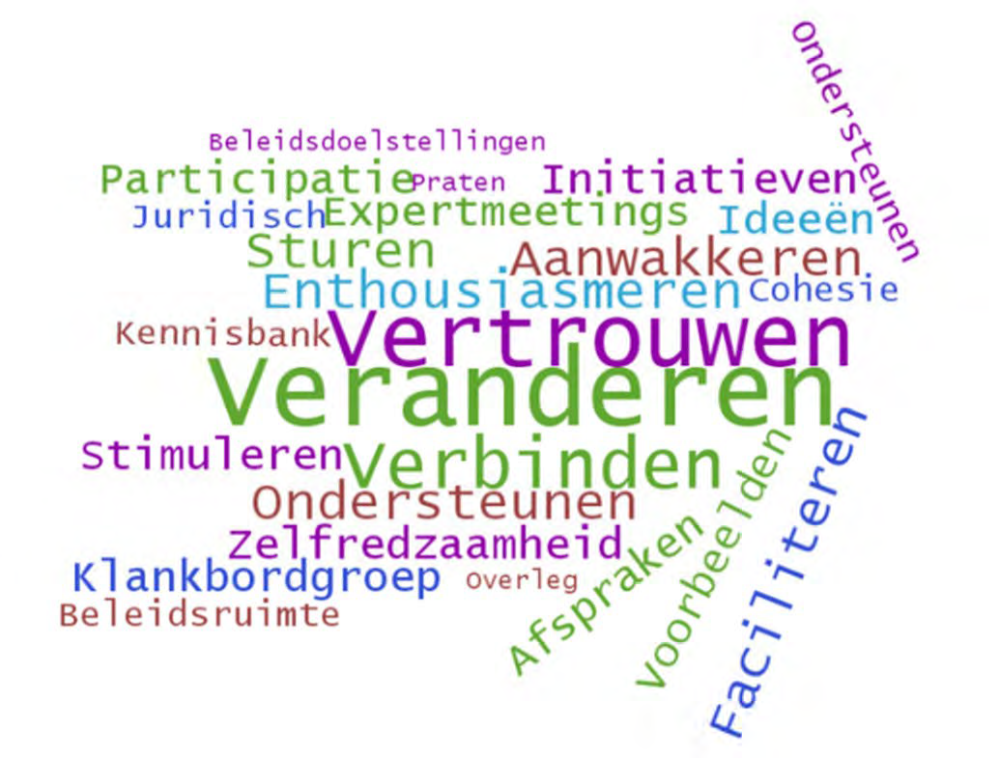 Ondersteunen
Beleidsdoelstellingen
Participatie Praten Initiatieven
Juridisch Expertmeetings Ideeën
Sturen Aanwakkeren
Enthousiasmeren Cohesie
Kennisbank Vertrouwen
Veranderen
Stimuleren Verbinden
Ondersteunen
Zelfredzaamheid
Klankbordgroep Overleg
Beleidsruimte
Afspraken
Voorbeelden
Faciliteren